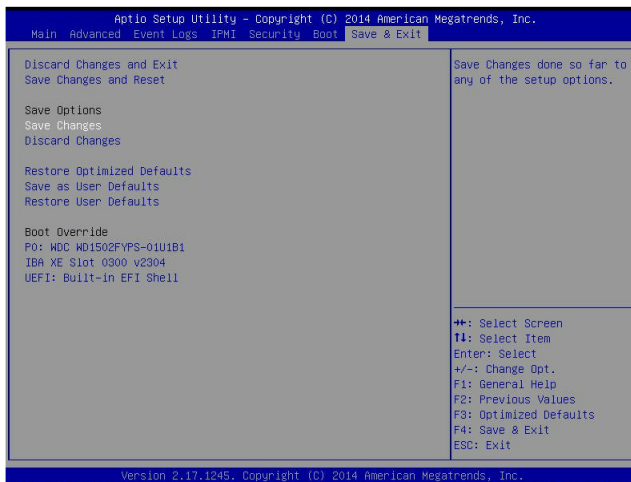 Aptio Setup Utility – Copyright (C) 2014 American Megatrends, Inc.
Main Advanced Event Logs IPMI Security Boot Save & Exit
Discard Changes and Exit
Save Changes and Reset
Save Options
Save Changes
Discard Changes
Restore Optimized Defaults
Save as User Defaults
Restore User Defaults
Boot Override
P0: WDC WD1502FYPS-01U1B1
IBA XE Slot 0300 v2304
UEFI: Built-in EFI Shell
Save Changes done so far to
any of the setup options.
→←: Select Screen
↑↓: Select Item
Enter: Select
+/-: Change Opt.
F1: General Help
F2: Previous Values
F3: Optimized Defaults
F4: Save & Exit
ESC: Exit
Version 2.17.1245. Copyright (C) 2014 American Megatrends, Inc.